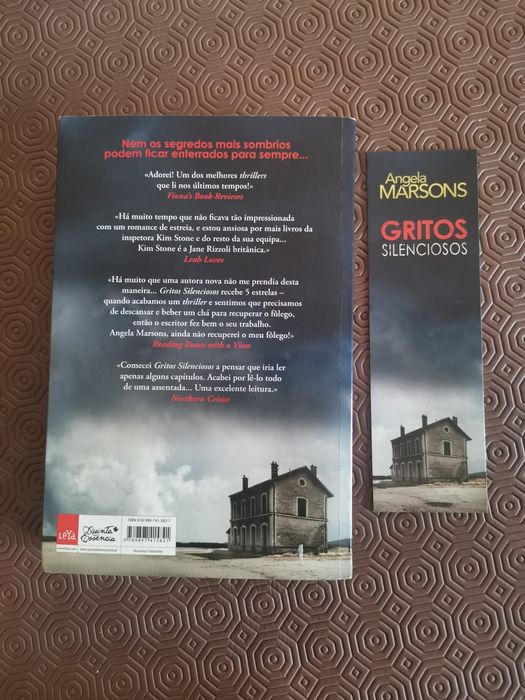 Nem os segredos mais sombrios
podem ficar enterrados para sempre...
«Adorei! Um dos melhores thrillers
que li nos últimos tempos!»
Fiona's Book Reviews
«Há muito tempo que não ficava tão impressionada
com um romance de estreia, e estou ansiosa por mais livros da
inspetora Kim Stone e do resto da sua equipa...
Kim Stone é a Jane Rizzoli britânica.»
Leah Loves
«Há muito que uma autora nova não me prendia desta
maneira... Gritos Silenciosos recebe 5 estrelas –
quando acabamos um thriller e sentimos que precisamos
de descansar e beber um chá para recuperar o fôlego,
então o escritor fez bem o seu trabalho.
Angela Marsons, ainda não recuperei o meu fôlego!»
Reading Room with a View
«Comecei Gritos Silenciosos a pensar que iria ler
apenas alguns capítulos. Acabei por lê-lo todo
de uma assentada... Uma excelente leitura.»
Northern Crime
LeYa
Quinta
Essência
Angela
MARSONS
GRITOS
SILENCIOSOS